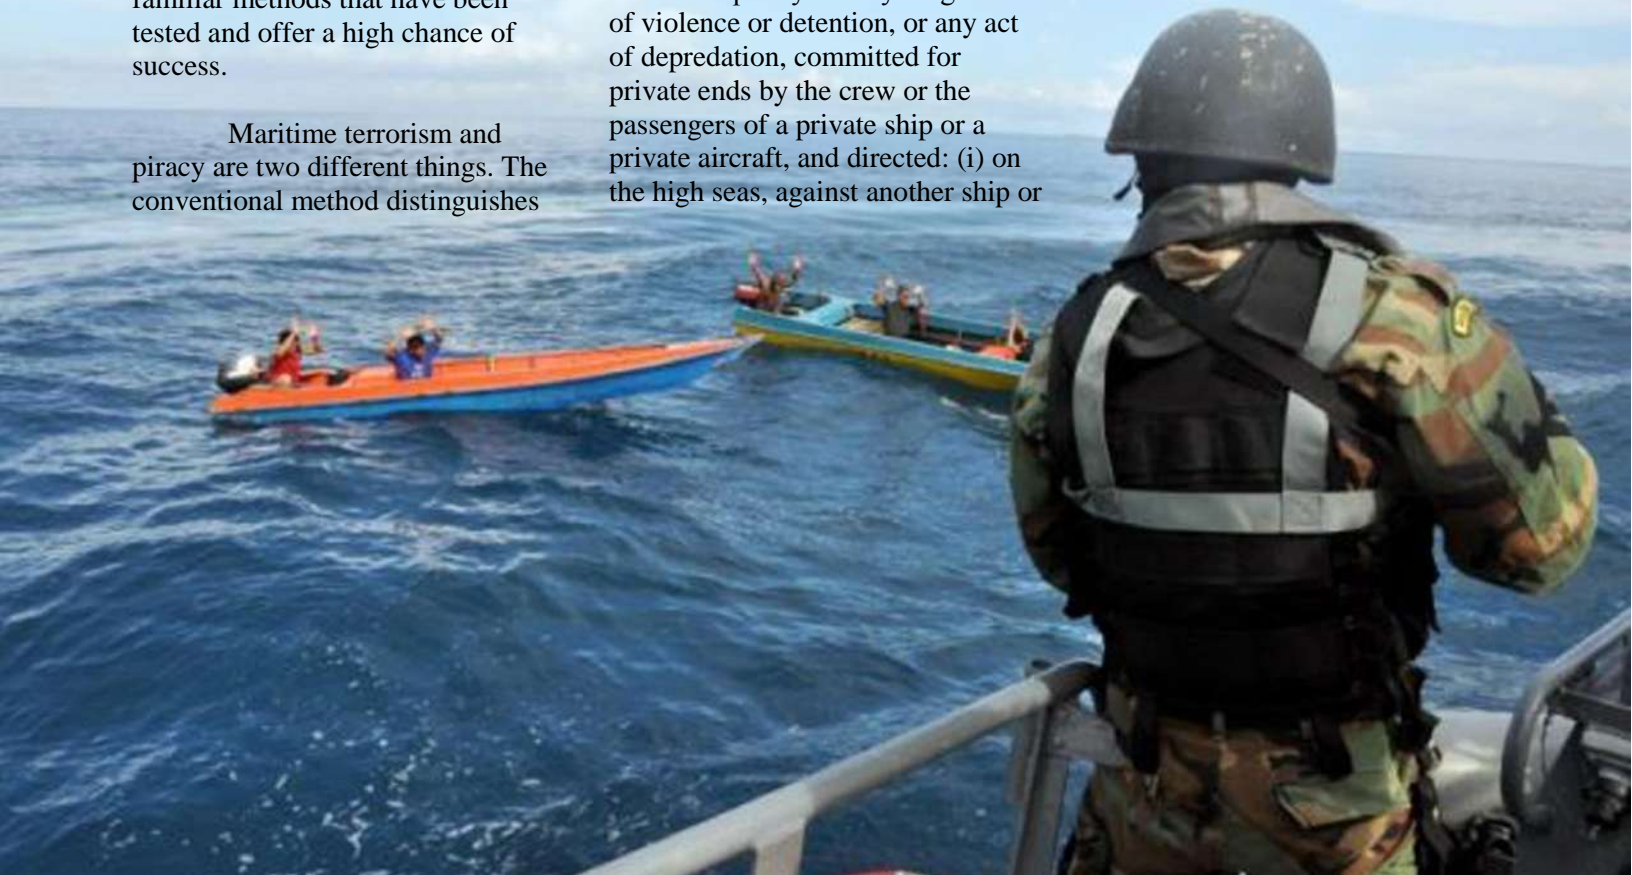 tested and offer a high chance of
success.
Maritime terrorism and
piracy are two different things. The
conventional method distinguishes
of violence or detention, or any act
of depredation, committed for
private ends by the crew or the
passengers of a private ship or a
private aircraft, and directed: (i) on
the high seas, against another ship or